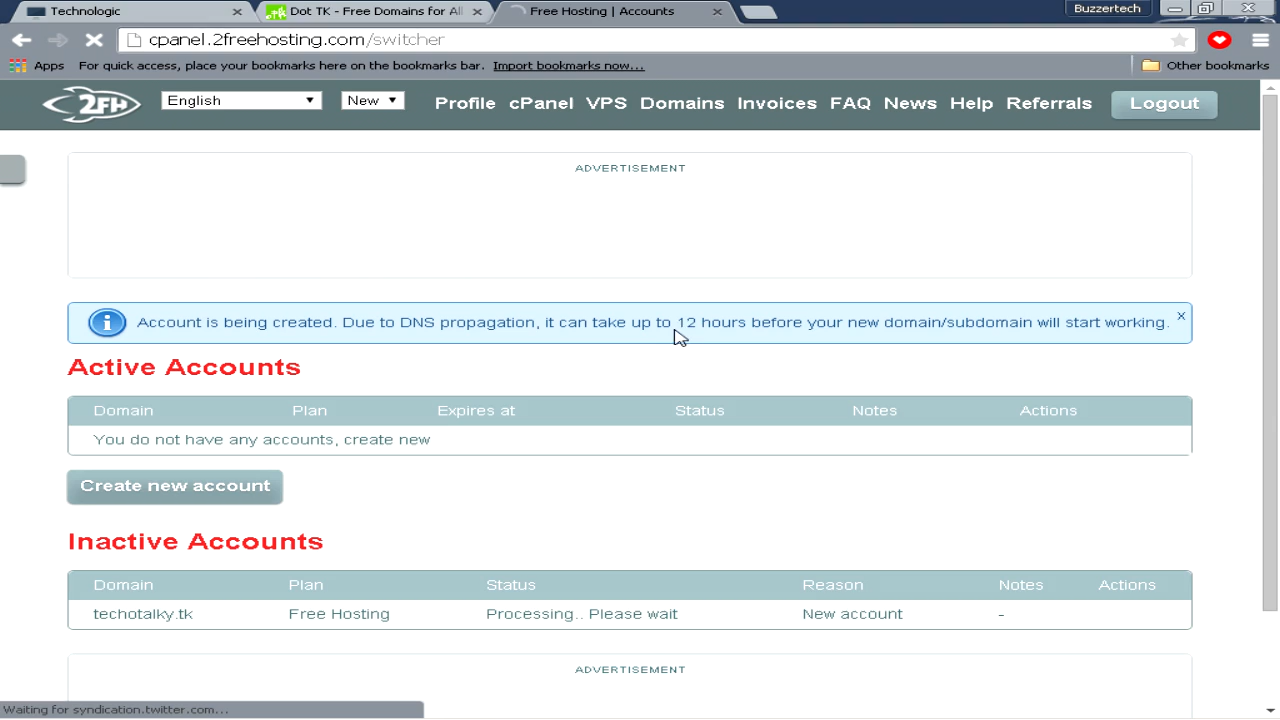 Technologic
Dot TK - Free Domains for All
Free Hosting | Accounts
Buzzertech
cpanel.2freehosting.com/switcher
Apps For quick access, place your bookmarks here on the bookmarks bar. Import bookmarks now...
Other bookmarks
2FH
English
New
Profile cPanel VPS Domains Invoices FAQ News Help Referrals
Logout
ADVERTISEMENT
Account is being created. Due to DNS propagation, it can take up to 12 hours before your new domain/subdomain will start working.
Active Accounts
Domain Plan Expires at Status Notes Actions
You do not have any accounts, create new
Create new account
Inactive Accounts
Domain Plan Status Reason Notes Actions
techotalky.tk Free Hosting Processing.. Please wait New account -
ADVERTISEMENT
Waiting for syndication.twitter.com...